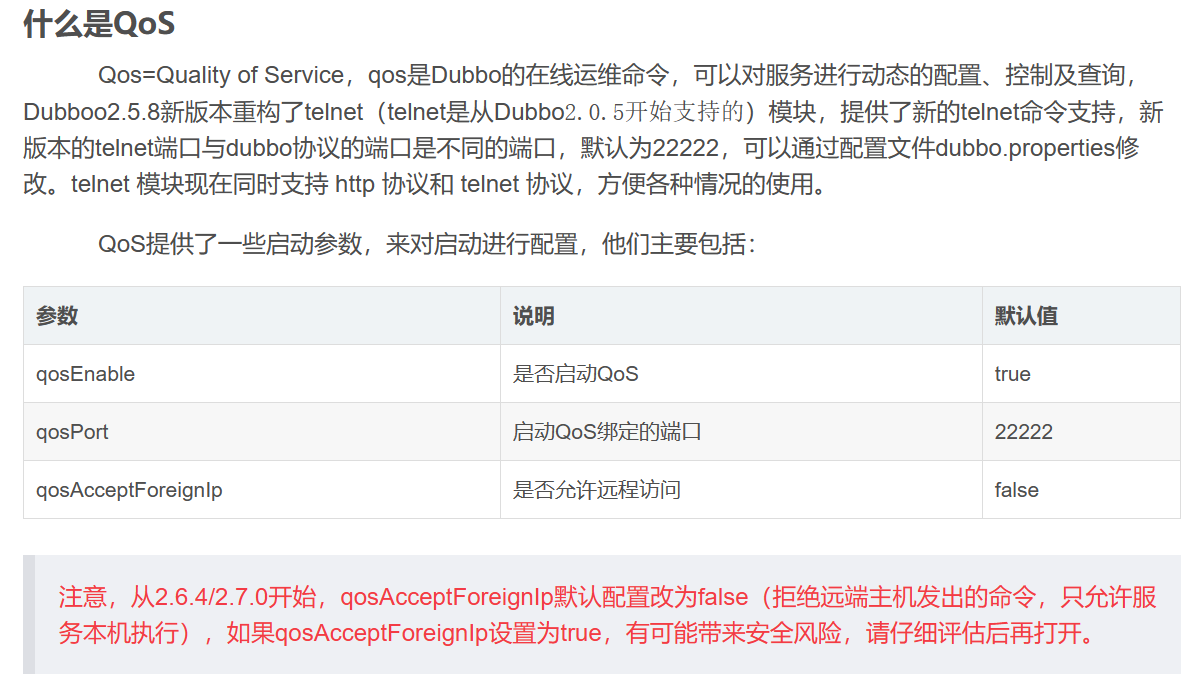 什么是QoS
Qos=Quality of Service，qos是Dubbo的在线运维命令，可以对服务进行动态的配置、控制及查询，
Dubboo2.5.8新版本重构了telnet（telnet是从Dubbo2.0.5开始支持的）模块，提供了新的telnet命令支持，新
版本的telnet端口与dubbo协议的端口是不同的端口，默认为22222，可以通过配置文件dubbo.properties修
改。telnet 模块现在同时支持 http 协议和 telnet 协议，方便各种情况的使用。
QoS提供了一些启动参数，来对启动进行配置，他们主要包括：
参数 说明 默认值
qosEnable 是否启动QoS true
qosPort 启动QoS绑定的端口 22222
qosAcceptForeignIp 是否允许远程访问 false
注意，从2.6.4/2.7.0开始，qosAcceptForeignIp默认配置改为false（拒绝远端主机发出的命令，只允许服
务本机执行），如果qosAcceptForeignIp设置为true，有可能带来安全风险，请仔细评估后再打开。